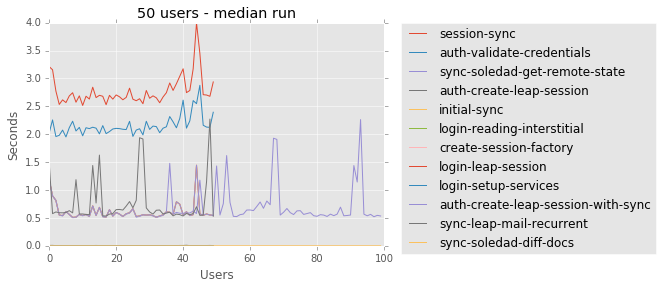 50 users - median run
4.0
3.5
3.0
2.5
2.0
1.5
1.0
0.5
0.0
Seconds
0 20 40 60 80 100
Users
session-sync
auth-validate-credentials
sync-soledad-get-remote-state
auth-create-leap-session
initial-sync
login-reading-interstitial
create-session-factory
login-leap-session
login-setup-services
auth-create-leap-session-with-sync
sync-leap-mail-recurrent
sync-soledad-diff-docs